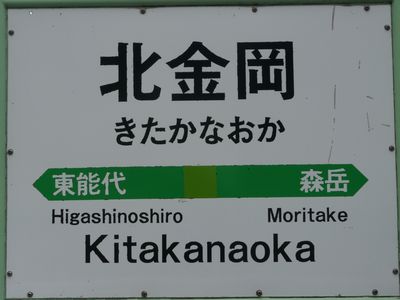 北金岡
きたかなおか
東能代 森岳
Higashinoshiro Moritake
Kitakanaoka